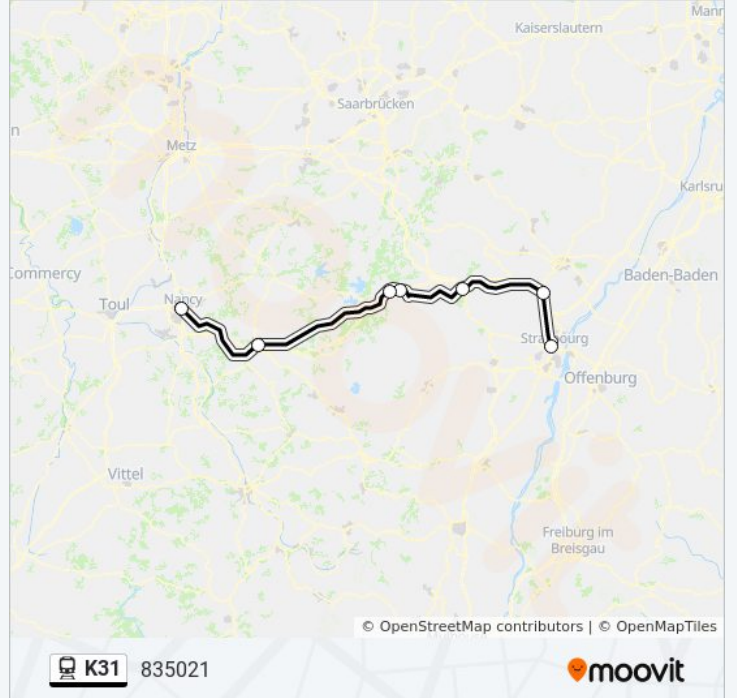 Mann
Kaiserslautern
Saarbrücken
n
Metz
Karlsru
Commercy
Toul
Nancy
Baden-Baden
Strasbourg
Offenburg
Vittel
Freiburg im
Breisgau
© OpenStreetMap contributors | © OpenMapTiles
K31 835021
moovit